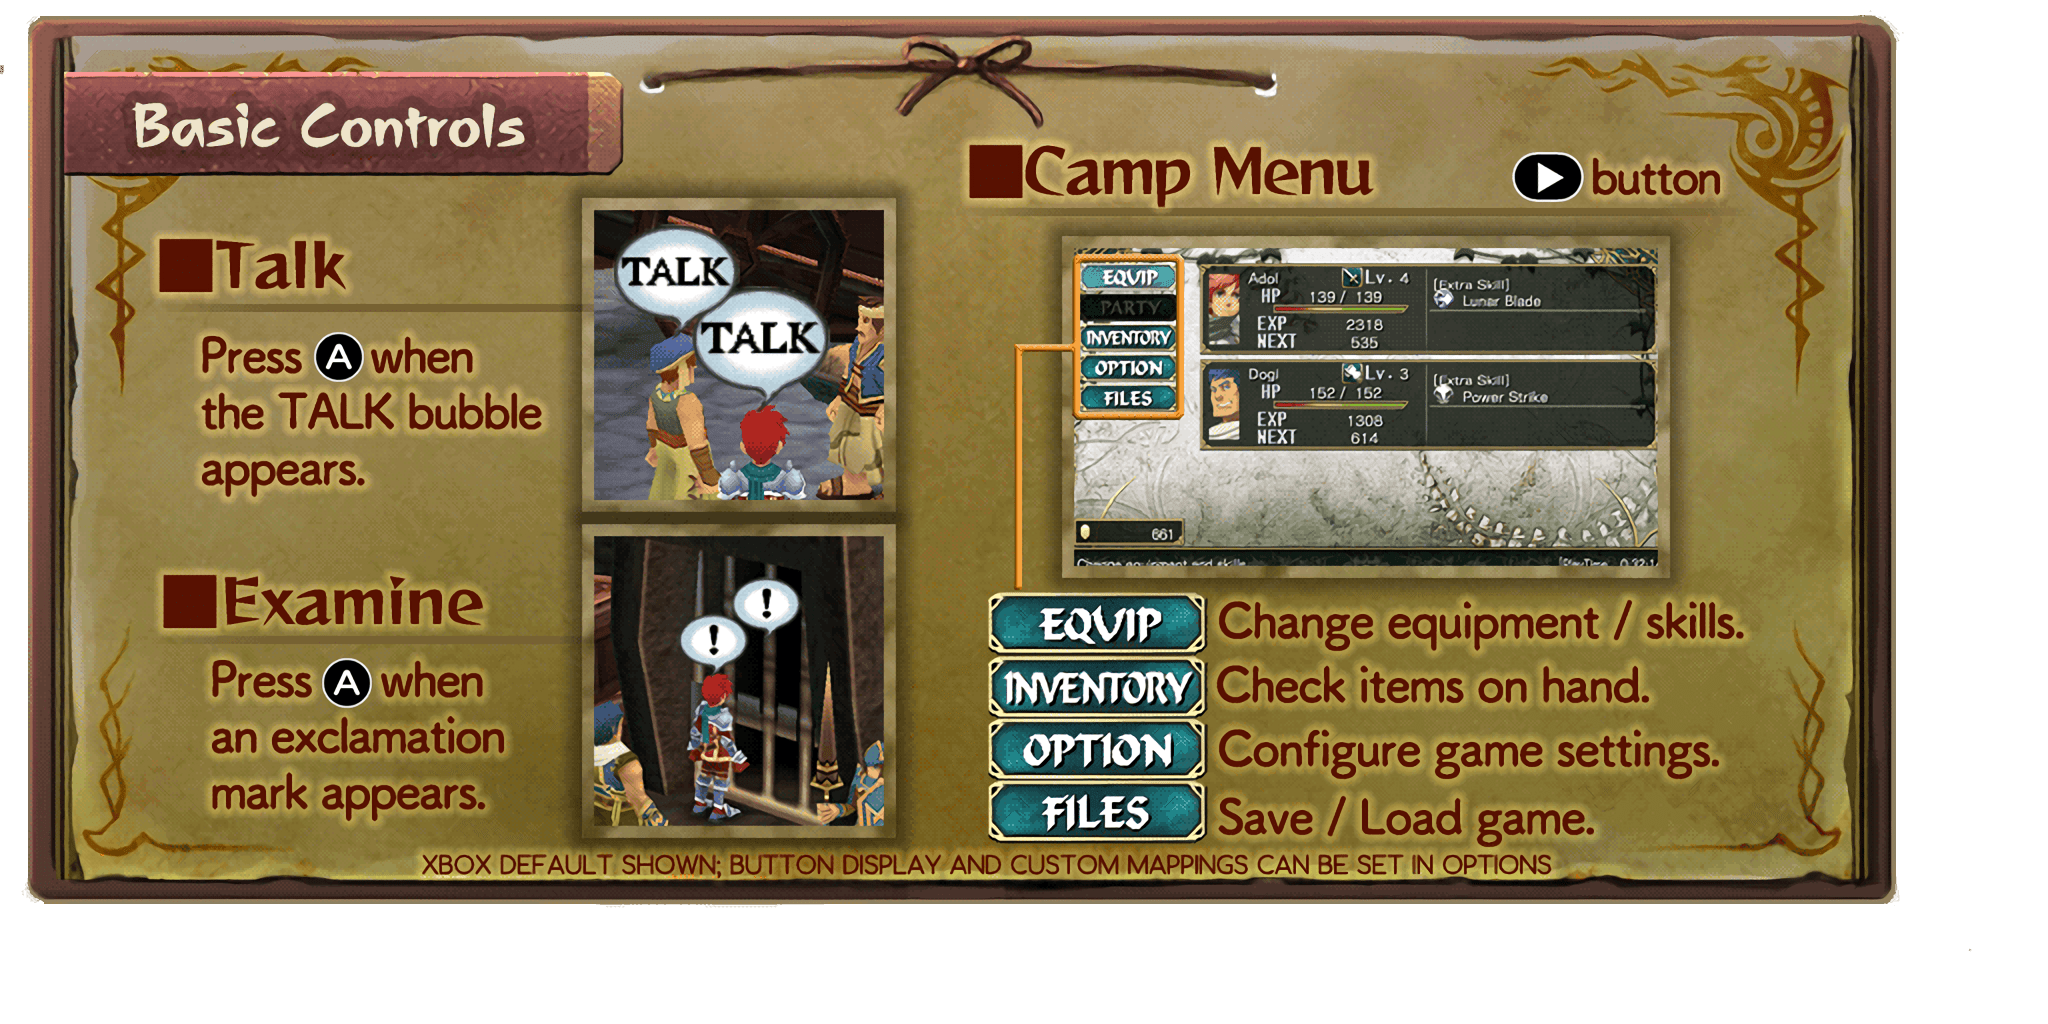 Basic Controls
Talk
Press A when
the TALK bubble
appears.
TALK
TALK
Examine
Press A when
an exclamation
mark appears.
!
!
Camp Menu
button
EQUIP
PARTY
INVENTORY
OPTION
FILES
Adol Lv. 4
HP 139 / 139
EXP 2318
NEXT 535
[Extra Skill]
Lunar Blade
Dogi Lv. 3
HP 152 / 152
EXP 1308
NEXT 614
[Extra Skill]
Power Strike
661
Change equipment and skills
EQUIP Change equipment / skills.
INVENTORY Check items on hand.
OPTION Configure game settings.
FILES Save / Load game.
XBOX DEFAULT SHOWN; BUTTON DISPLAY AND CUSTOM MAPPINGS CAN BE SET IN OPTIONS